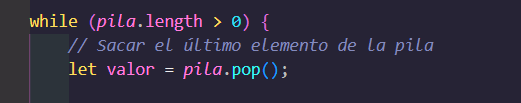 while (pila.length > 0) {
    // Sacar el último elemento de la pila
    let valor = pila.pop();